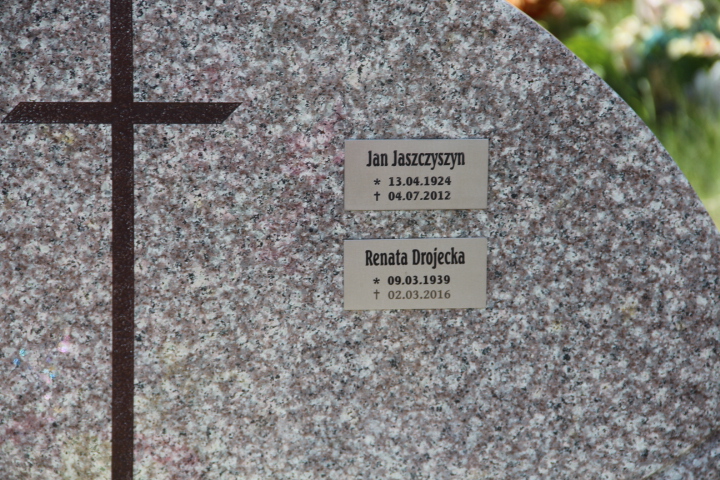 Jan Jaszczyszyn
* 13.04.1924
† 04.07.2012
Renata Drojecka
* 09.03.1939
† 02.03.2016